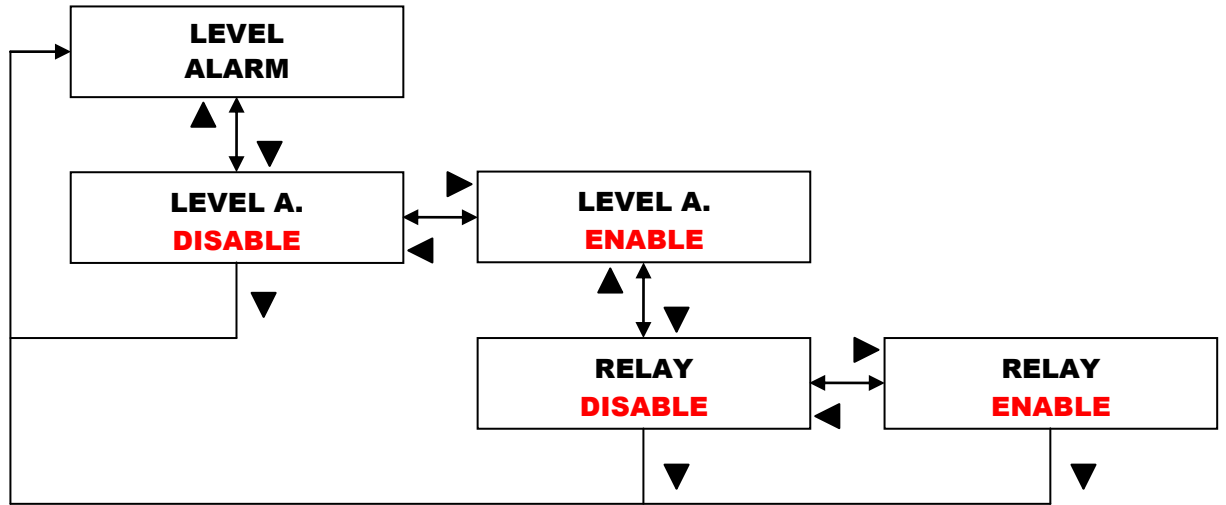 LEVEL
ALARM
LEVEL A.
DISABLE
LEVEL A.
ENABLE
RELAY
DISABLE
RELAY
ENABLE